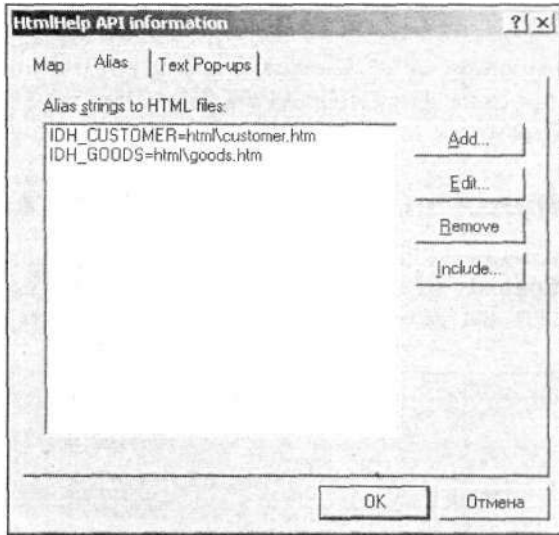 HtmlHelp API information
Map Alias Text Pop-ups
Alias strings to HTML files:
IDH_CUSTOMER=html\customer.htm
IDH_GOODS=html\goods.htm
Add...
Edit...
Remove
Include...
OK Отмена